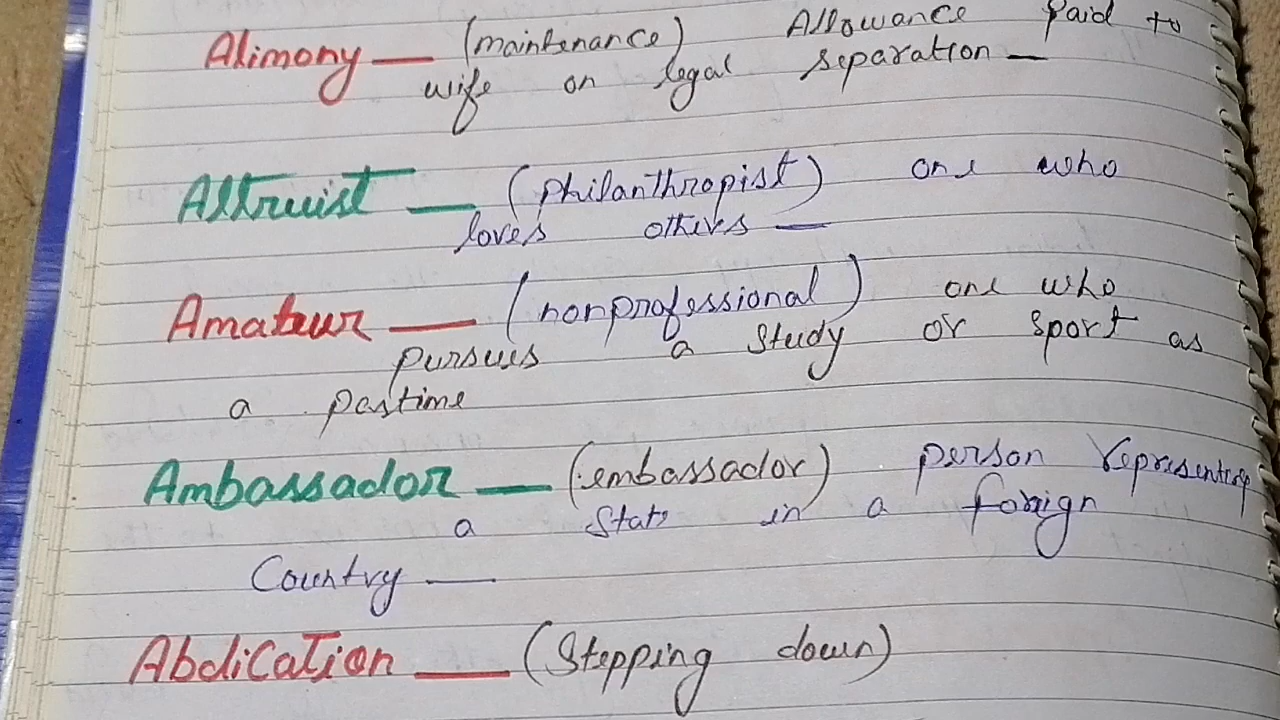 Alimony — (maintenance) Allowance Paid to
wife on legal separation —
Altruist — (Philanthropist) one who
loves others —
Amateur — (nonprofessional) one who
pursues a study or sport as
a pastime
Ambassador — (embassador) person representing
a State in a foreign
Country —
Abdication — (Stepping down)